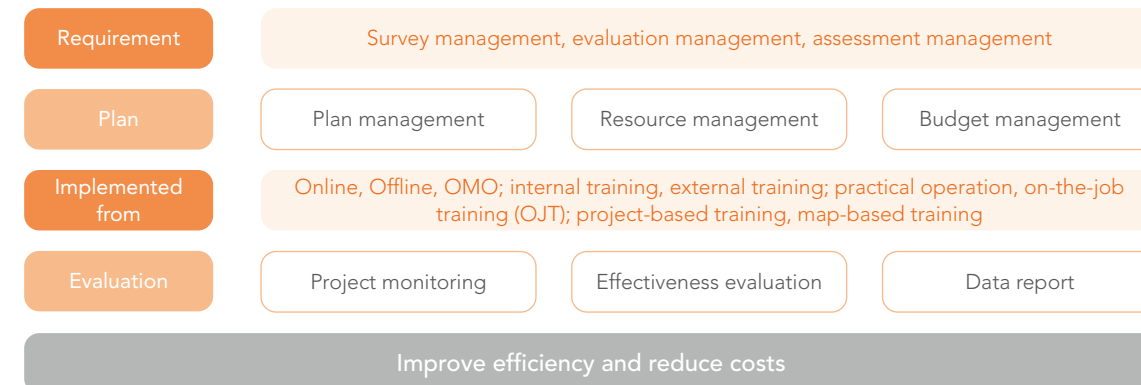 Requirement
Survey management, evaluation management, assessment management
Plan
Plan management
Resource management
Budget management
Implemented
from
Online, Offline, OMO; internal training, external training; practical operation, on-the-job
training (OJT); project-based training, map-based training
Evaluation
Project monitoring
Effectiveness evaluation
Data report
Improve efficiency and reduce costs